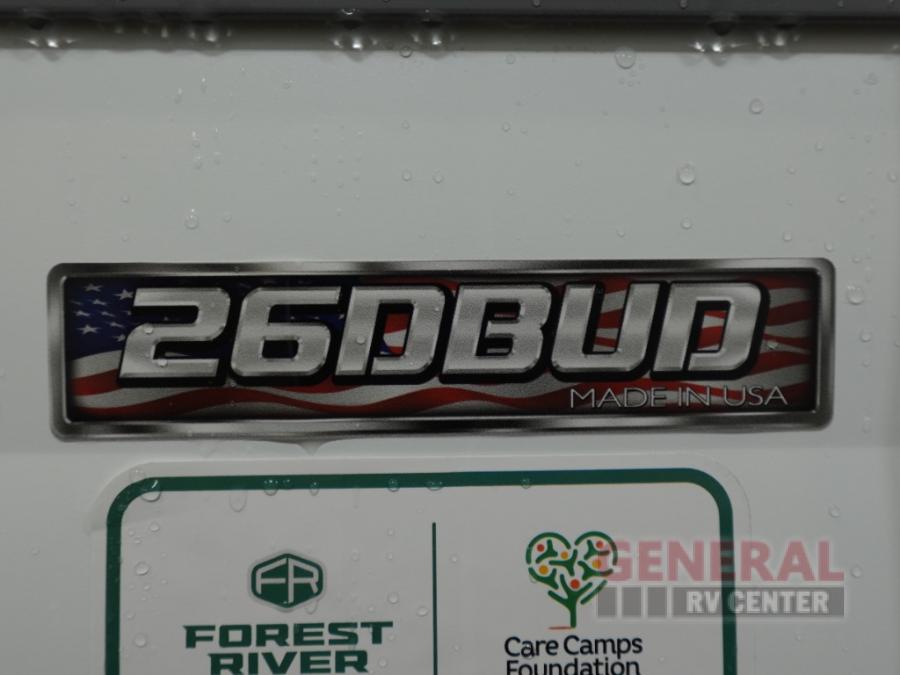 26DBUD
MADE IN USA
FR
FOREST
RIVER
Care Camps
Foundation
GENERAL
RV CENTER